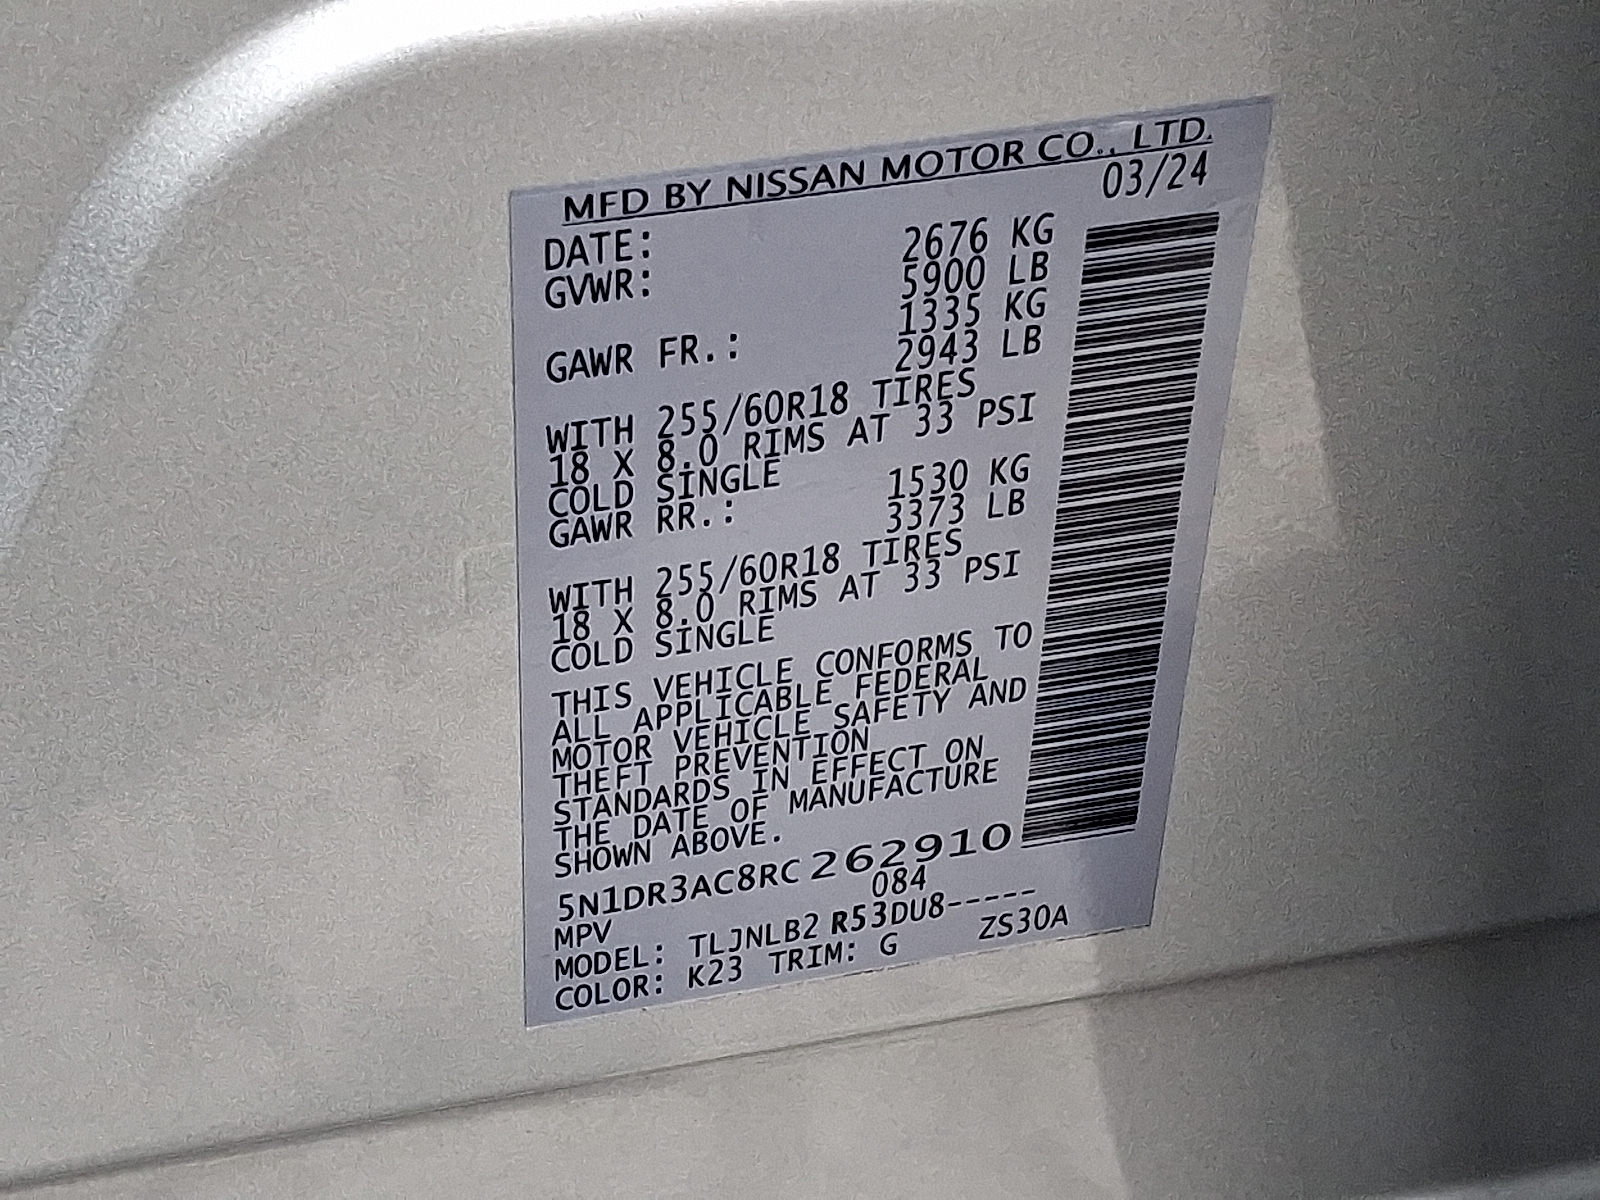 MFD BY NISSAN MOTOR CO., LTD.
DATE: 03/24
GVWR: 2676 KG
5900 LB
GAWR FR.: 1335 KG
2943 LB
WITH 255/60R18 TIRES
18 X 8.0 RIMS AT 33 PSI
COLD SINGLE
GAWR RR.: 1530 KG
3373 LB
WITH 255/60R18 TIRES
18 X 8.0 RIMS AT 33 PSI
COLD SINGLE
THIS VEHICLE CONFORMS TO
ALL APPLICABLE FEDERAL
MOTOR VEHICLE SAFETY AND
THEFT PREVENTION
STANDARDS IN EFFECT ON
THE DATE OF MANUFACTURE
SHOWN ABOVE.
5N1DR3AC8RC262910
MPV 084
MODEL: TLJNLB2 R53DU8-----
COLOR: K23 TRIM: G ZS30A